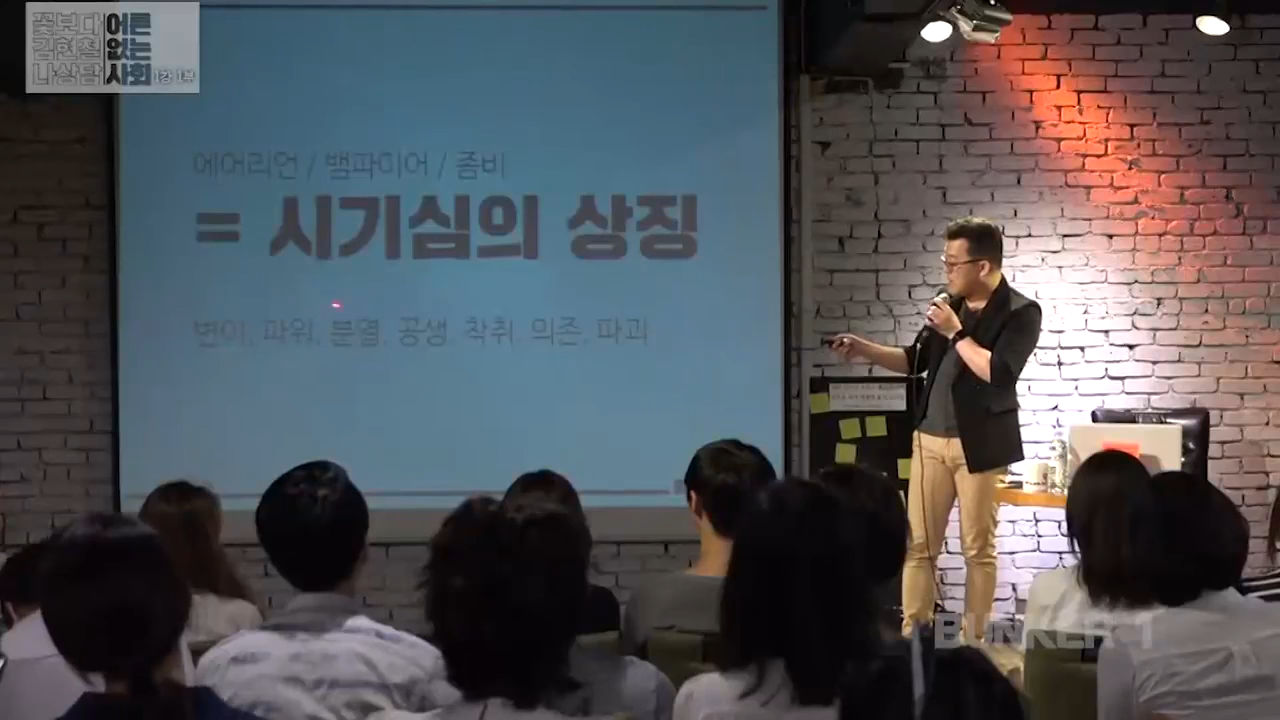 꽃보다 어른
김현철 없는
나상담 사회 1강 1부
에어리언 / 뱀파이어 / 좀비
= 시기심의 상징
변이, 파워, 분열, 공생, 착취, 의존, 파괴
BUNKER 1